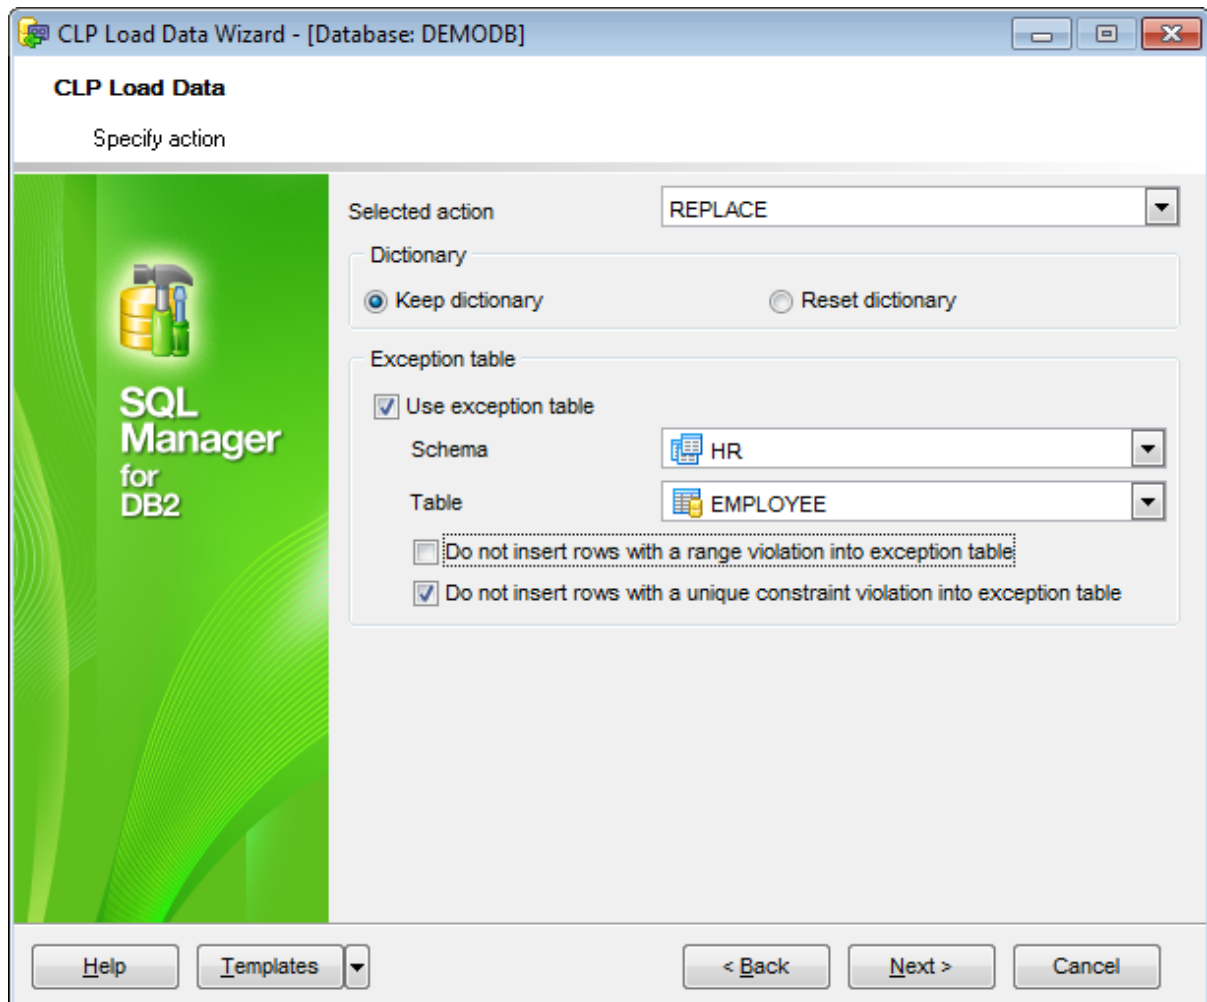 CLP Load Data Wizard - [Database: DEMODB]
CLP Load Data
Specify action
Selected action
REPLACE
Dictionary
Keep dictionary
Reset dictionary
Exception table
Use exception table
Schema
HR
Table
EMPLOYEE
Do not insert rows with a range violation into exception table
Do not insert rows with a unique constraint violation into exception table
SQL
Manager
for
DB2
Help
Templates
< Back
Next >
Cancel